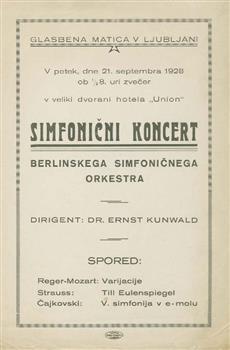 GLASBENA MATICA V LJUBLJANI
V petek, dne 21. septembra 1928
ob ½8. uri zvečer
v veliki dvorani hotela „Union"
SIMFONIČNI KONCERT
BERLINSKEGA SIMFONIČNEGA
ORKESTRA
DIRIGENT: DR. ERNST KUNWALD
SPORED:
Reger-Mozart: Varijacije
Strauss: Till Eulenspiegel
Čajkovski: V. simfonija v e-molu